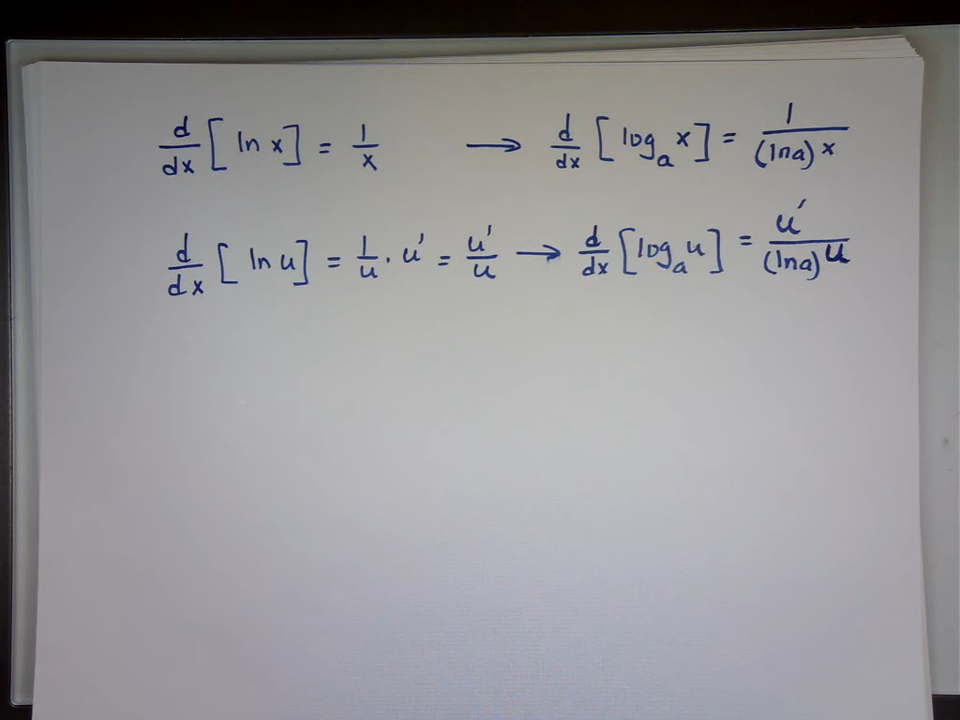 d/dx [ ln x ] = 1/x → d/dx [ log_a x ] = 1/((ln a) x)
d/dx [ ln u ] = 1/u · u' = u'/u → d/dx [ log_a u ] = u'/((ln a) u)